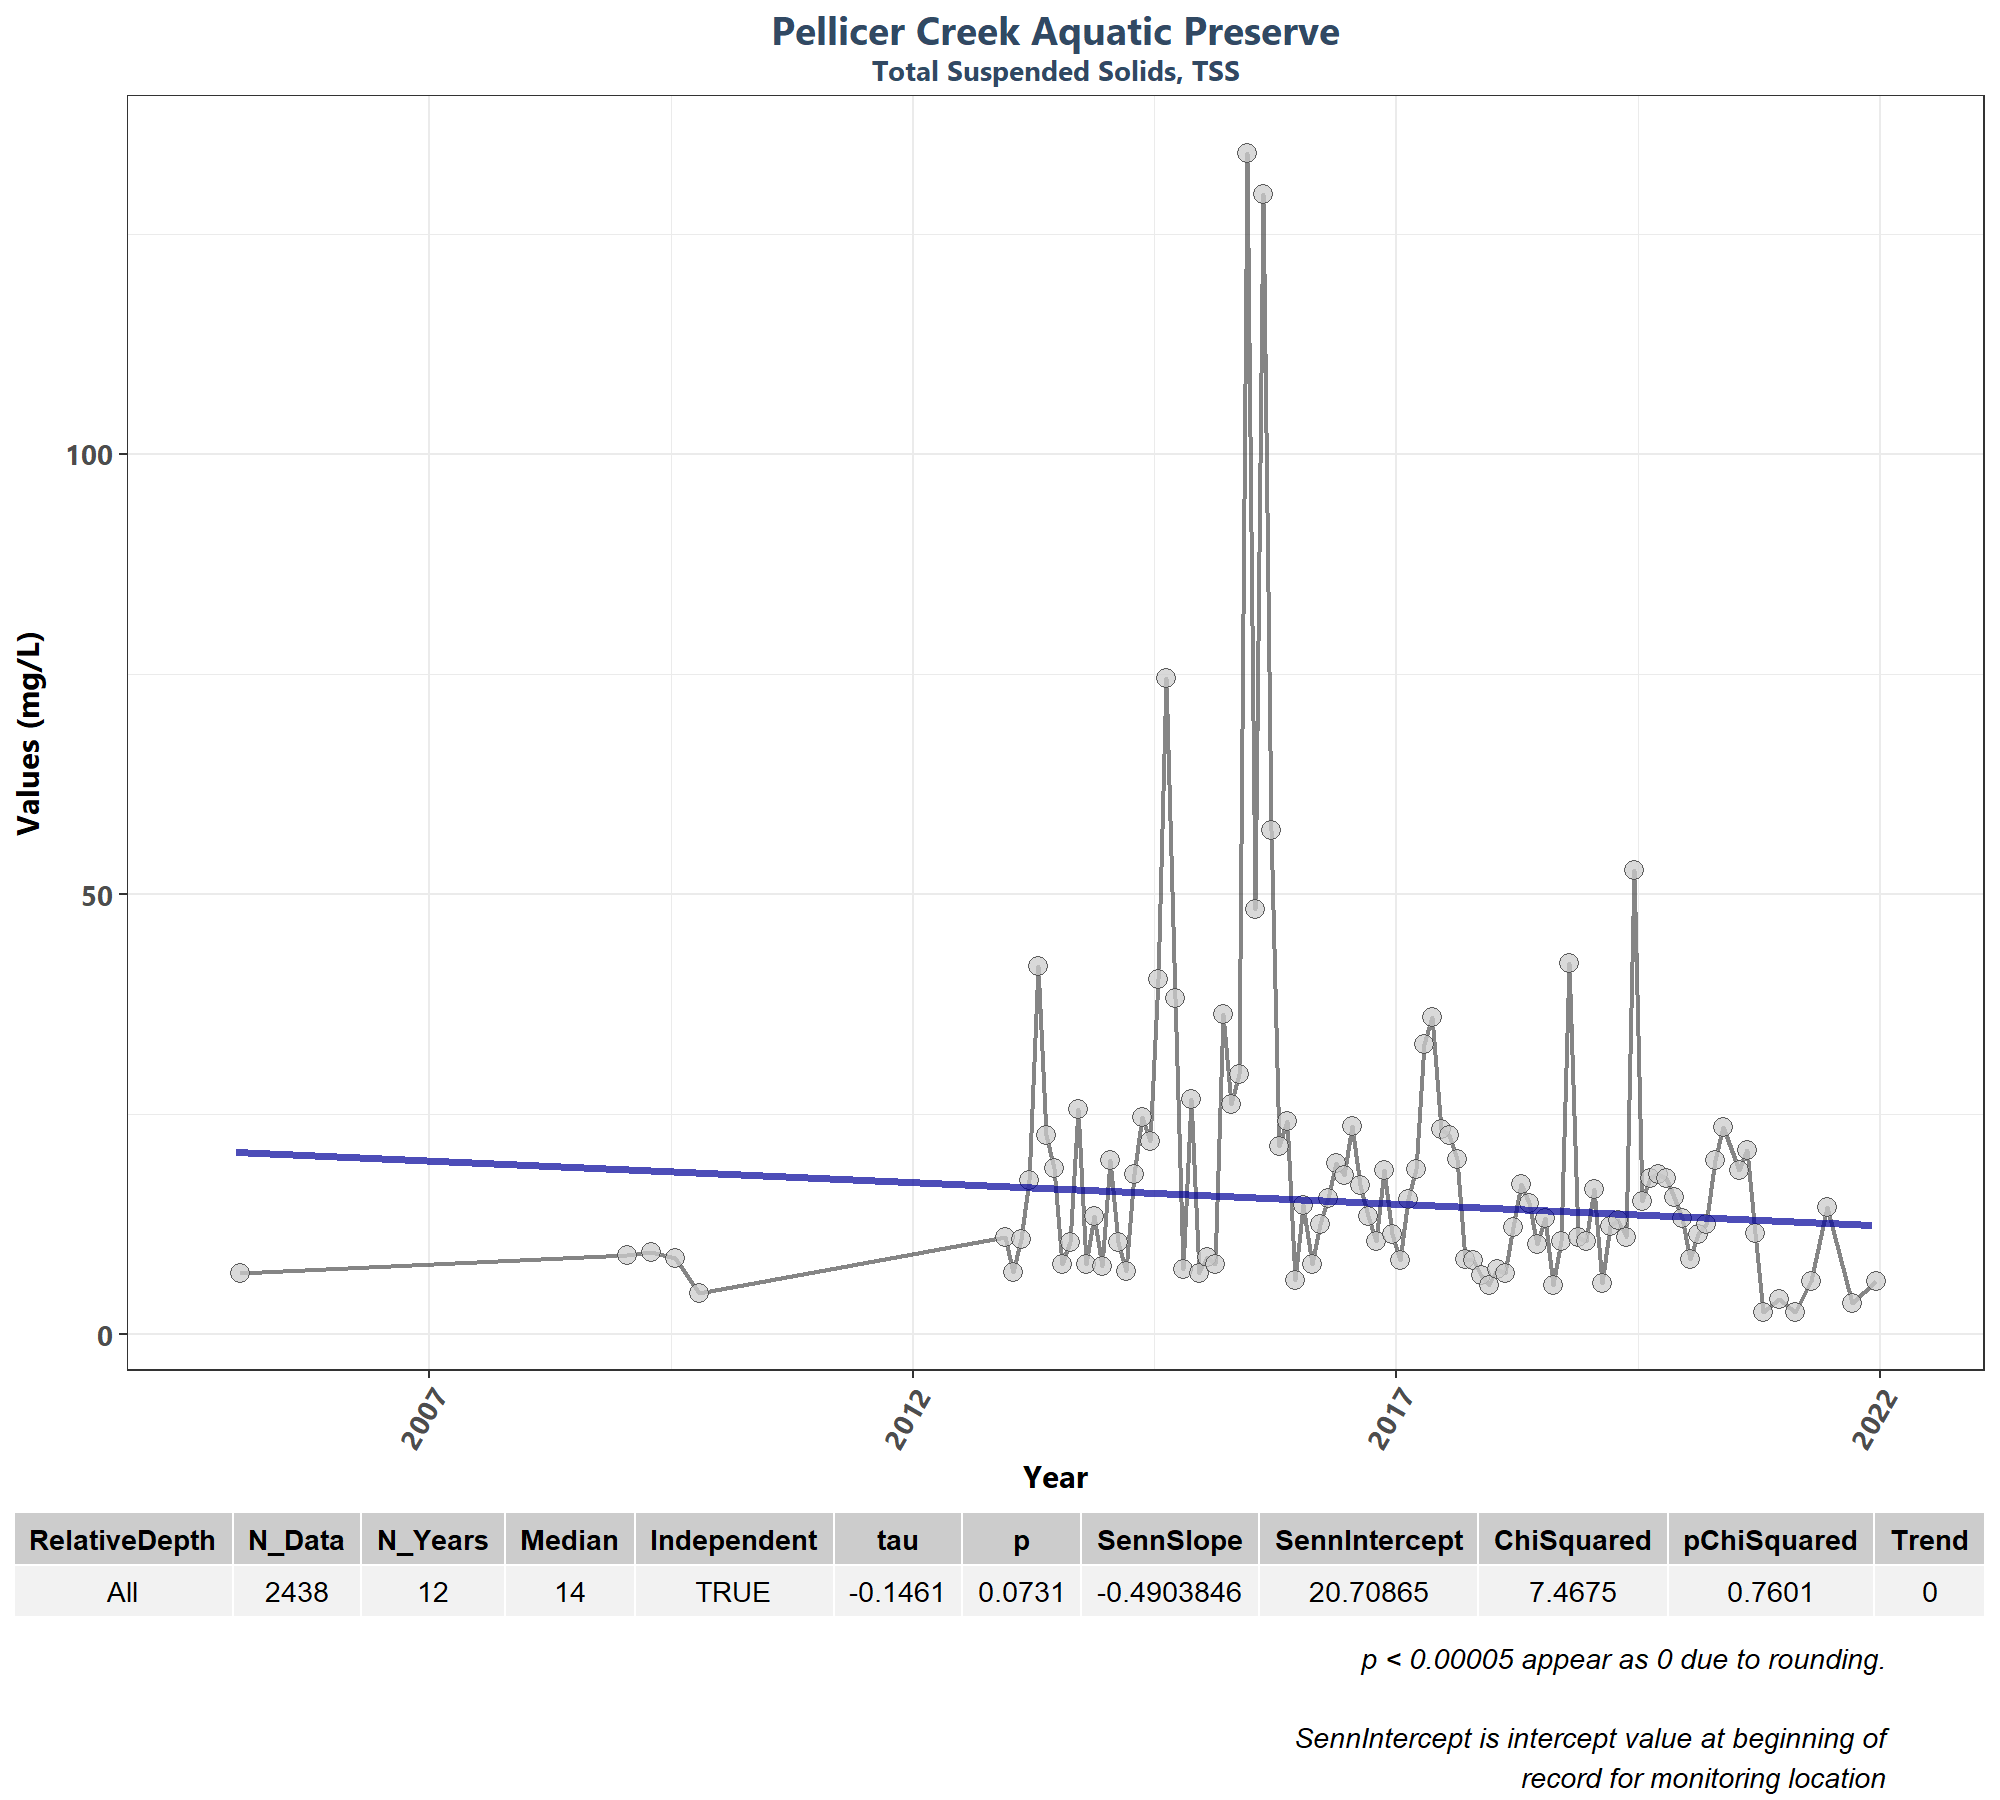 Pellicer Creek Aquatic Preserve
Total Suspended Solids, TSS
Values (mg/L)
100
50
0
2007
2012
2017
2022
Year
RelativeDepth N_Data N_Years Median Independent tau p SennSlope SennIntercept ChiSquared pChiSquared Trend
All 2438 12 14 TRUE -0.1461 0.0731 -0.4903846 20.70865 7.4675 0.7601 0
p < 0.00005 appear as 0 due to rounding.
SennIntercept is intercept value at beginning of
record for monitoring location